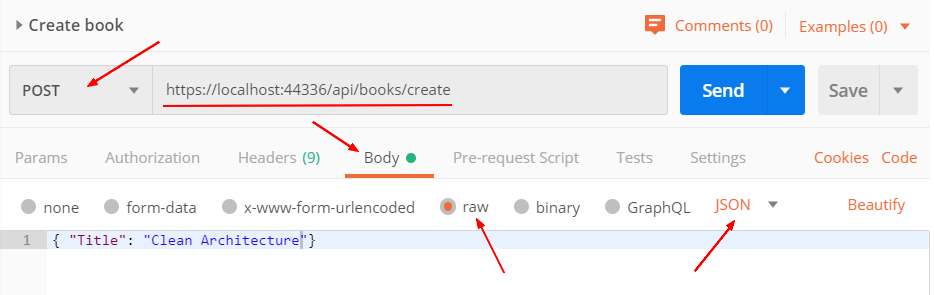 Create book Comments (0) Examples (0)
POST https://localhost:44336/api/books/create Send Save
Params Authorization Headers (9) Body Pre-request Script Tests Settings Cookies Code
none form-data x-www-form-urlencoded raw binary GraphQL JSON Beautify
1 { "Title": "Clean Architecture"}